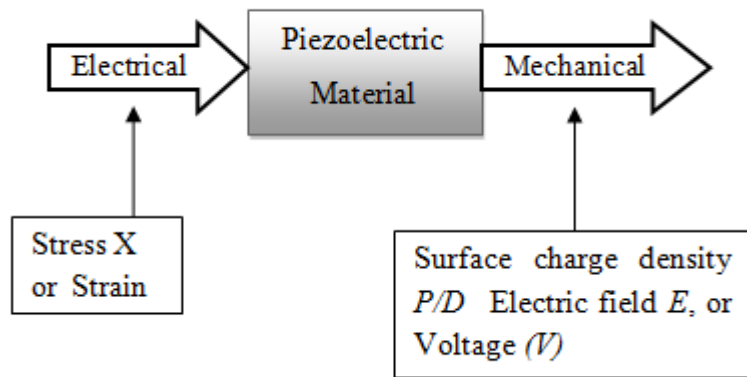 Electrical
Piezoelectric
Material
Mechanical
Stress X
or Strain
Surface charge density
P/D Electric field E, or
Voltage (V)